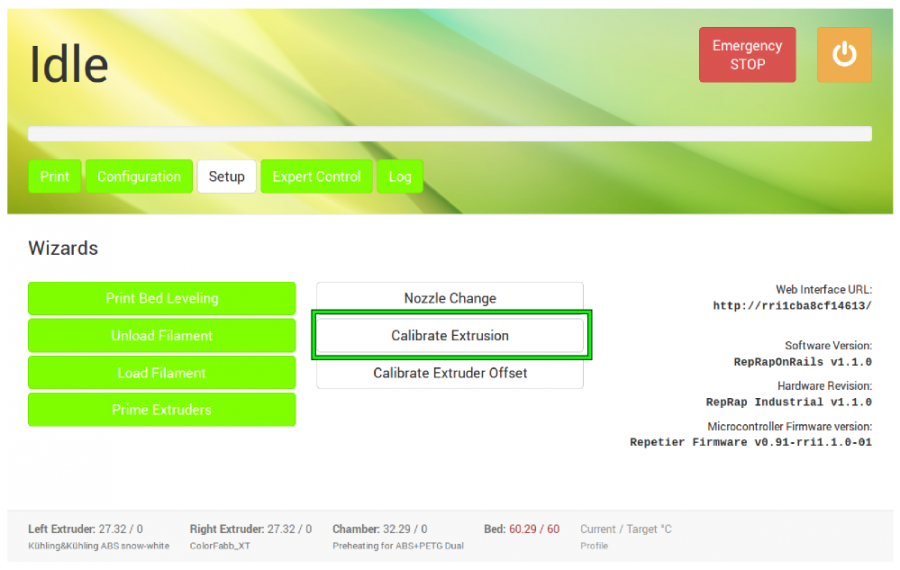 Idle
Emergency
STOP
Print
Configuration
Setup
Expert Control
Log
Wizards
Print Bed Leveling
Unload Filament
Load Filament
Prime Extruders
Nozzle Change
Calibrate Extrusion
Calibrate Extruder Offset
Web Interface URL:
http://rri1cba8cf14613/
Software Version:
RepRapOnRails v1.1.0
Hardware Revision:
RepRap Industrial v1.1.0
Microcontroller Firmware version:
Repetier Firmware v0.91-rri1.1.0-01
Left Extruder: 27.32 / 0
Kühling&Kühling ABS snow-white
Right Extruder: 27.32 / 0
ColorFabb_XT
Chamber: 32.29 / 0
Preheating for ABS+PETG Dual
Bed: 60.29 / 60
Current / Target °C
Profile